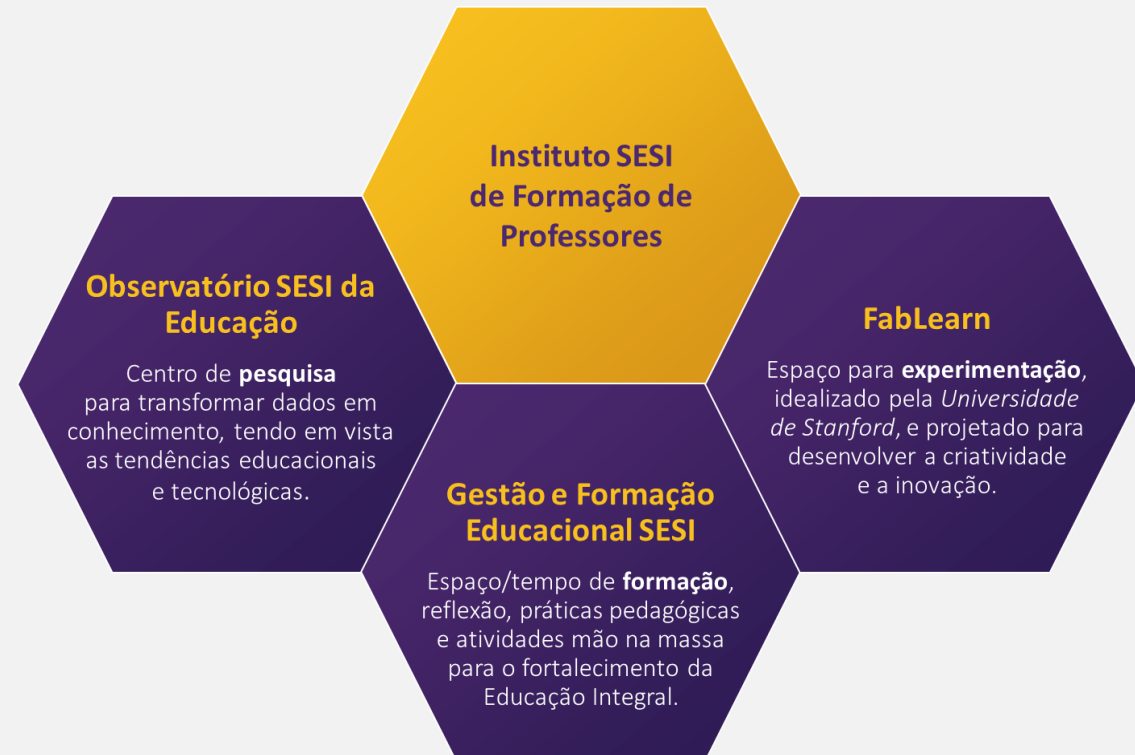 Instituto SESI
de Formação de
Professores
Observatório SESI da
Educação
Centro de pesquisa
para transformar dados em
conhecimento, tendo em vista
as tendências educacionais
e tecnológicas.
Gestão e Formação
Educacional SESI
Espaço/tempo de formação,
reflexão, práticas pedagógicas
e atividades mão na massa
para o fortalecimento da
Educação Integral.
FabLearn
Espaço para experimentação,
idealizado pela Universidade
de Stanford, e projetado para
desenvolver a criatividade
e a inovação.